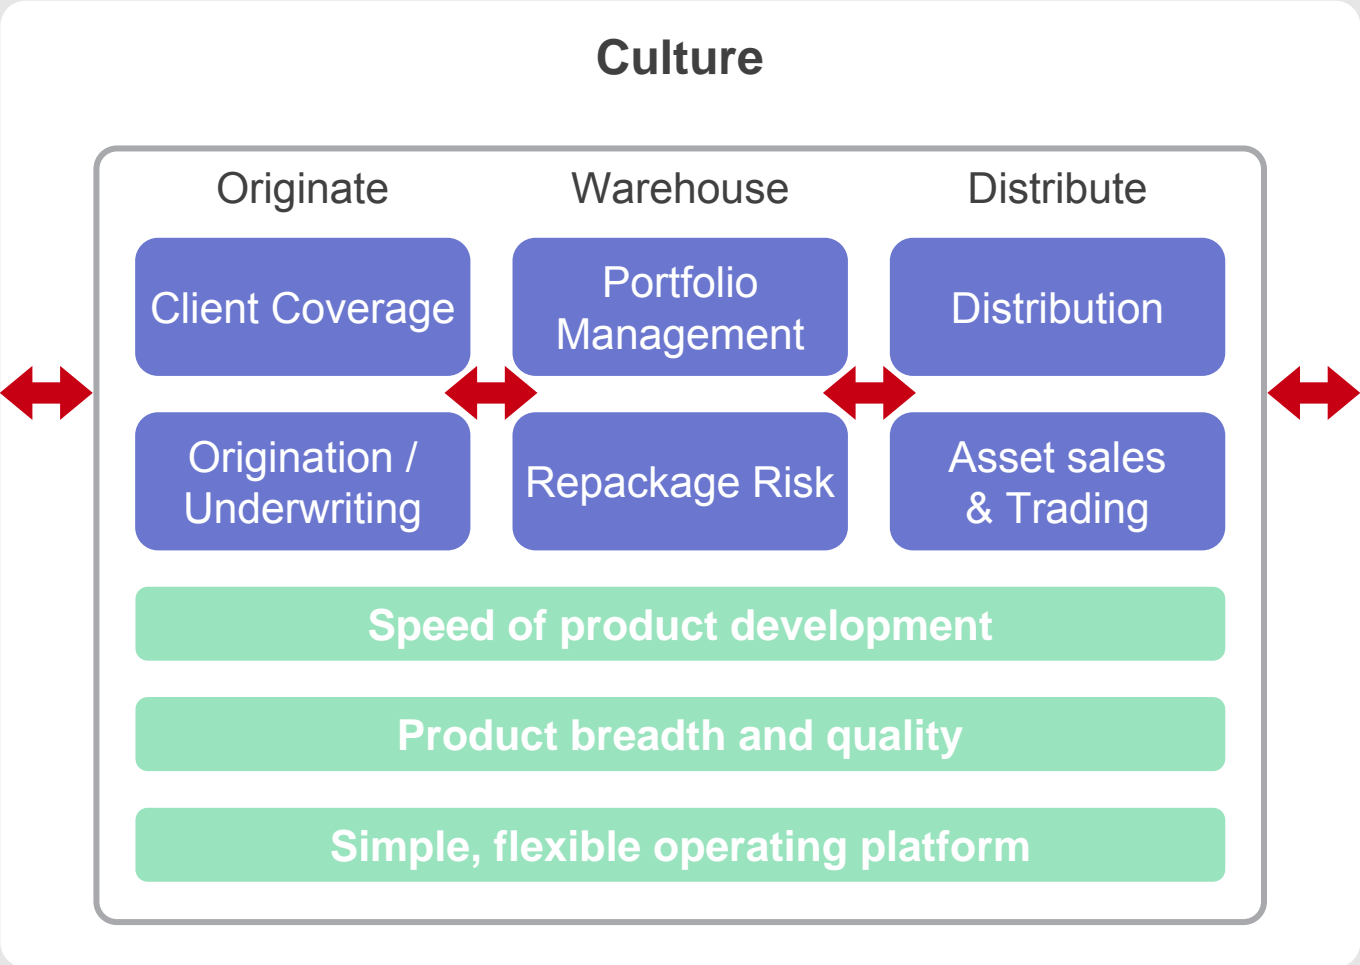 Culture
Originate
Warehouse
Distribute
Client Coverage
Portfolio
Management
Distribution
Origination /
Underwriting
Repackage Risk
Asset sales
& Trading
Speed of product development
Product breadth and quality
Simple, flexible operating platform